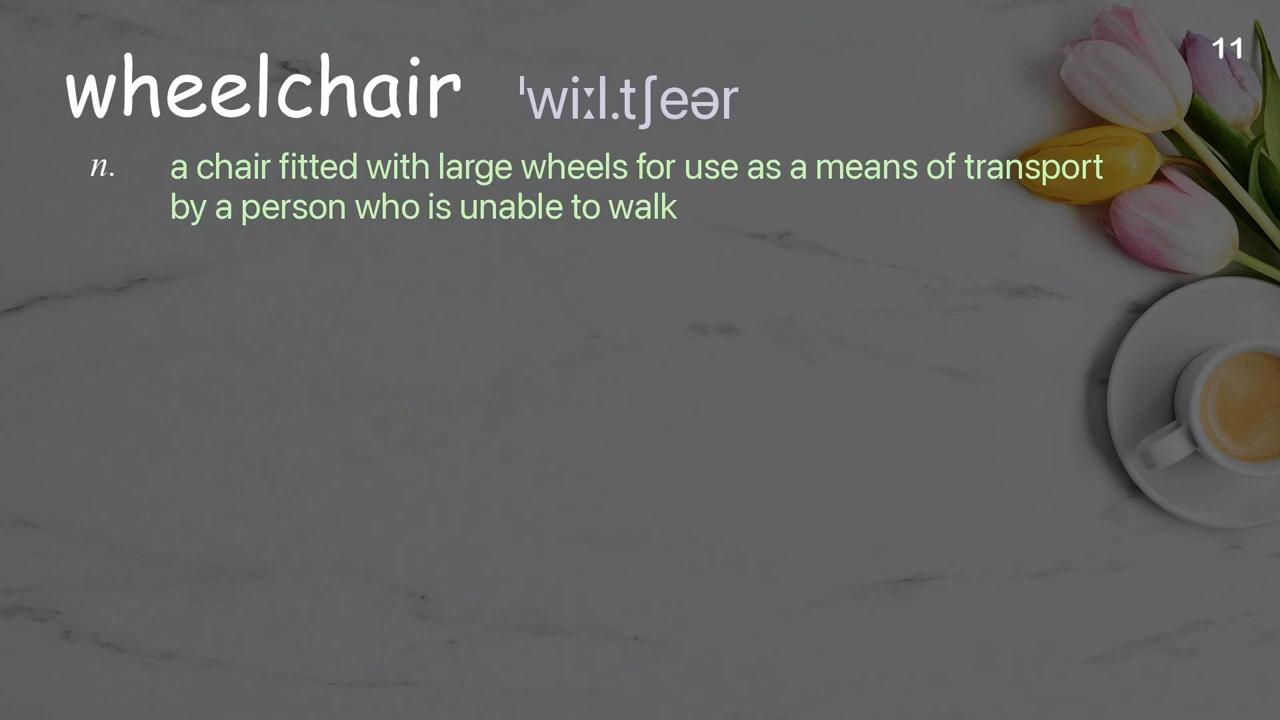 11
wheelchair ˈwiːl.tʃeər
n. a chair fitted with large wheels for use as a means of transport
by a person who is unable to walk